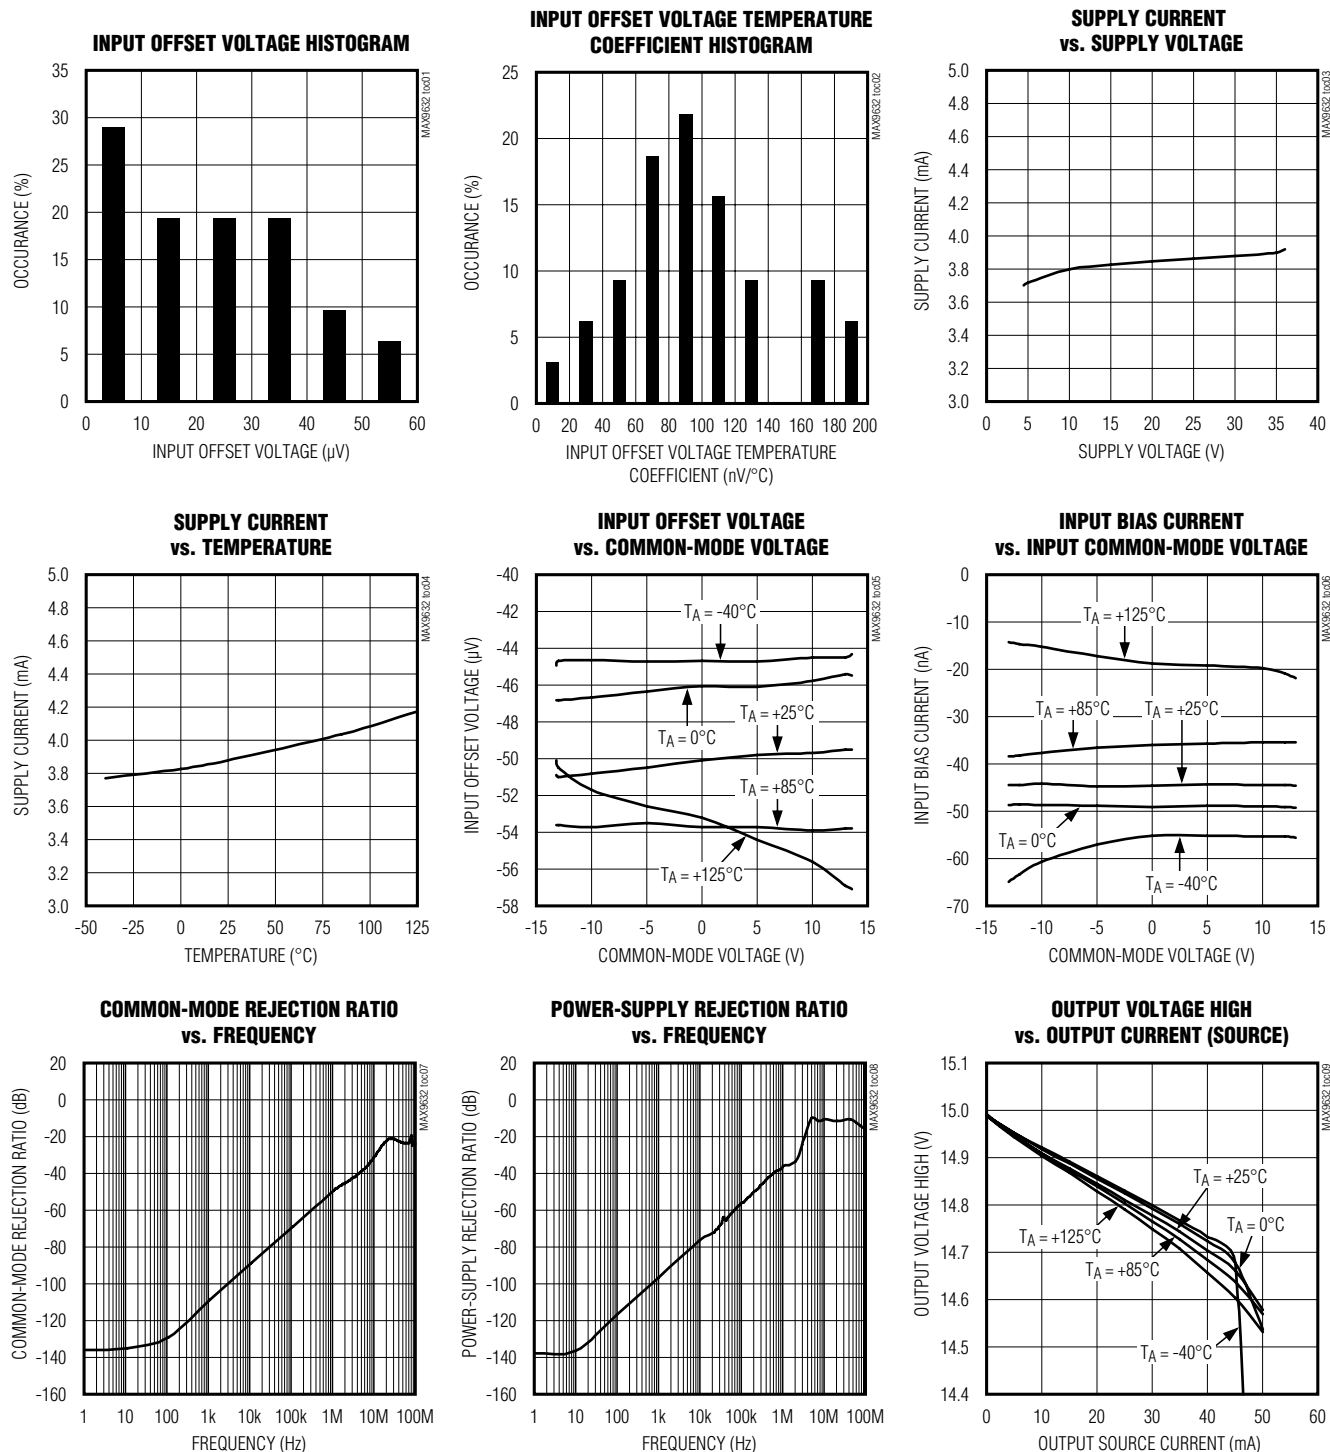 INPUT OFFSET VOLTAGE HISTOGRAM
MAX9632 toc01
OCCURANCE (%)
35
30
25
20
15
10
5
0
0 10 20 30 40 50 60
INPUT OFFSET VOLTAGE (µV)
INPUT OFFSET VOLTAGE TEMPERATURE
COEFFICIENT HISTOGRAM
MAX9632 toc02
OCCURANCE (%)
25
20
15
10
5
0
0 20 40 60 80 100 120 140 160 180 200
INPUT OFFSET VOLTAGE TEMPERATURE
COEFFICIENT (nV/°C)
SUPPLY CURRENT
vs. SUPPLY VOLTAGE
MAX9632 toc03
SUPPLY CURRENT (mA)
5.0
4.8
4.6
4.4
4.2
4.0
3.8
3.6
3.4
3.2
3.0
0 5 10 15 20 25 30 35 40
SUPPLY VOLTAGE (V)
SUPPLY CURRENT
vs. TEMPERATURE
MAX9632 toc04
SUPPLY CURRENT (mA)
5.0
4.8
4.6
4.4
4.2
4.0
3.8
3.6
3.4
3.2
3.0
-50 -25 0 25 50 75 100 125
TEMPERATURE (°C)
INPUT OFFSET VOLTAGE
vs. COMMON-MODE VOLTAGE
MAX9632 toc05
INPUT OFFSET VOLTAGE (µV)
-40
-42
-44
-46
-48
-50
-52
-54
-56
-58
TA = -40°C
TA = +25°C
TA = 0°C
TA = +85°C
TA = +125°C
-15 -10 -5 0 5 10 15
COMMON-MODE VOLTAGE (V)
INPUT BIAS CURRENT
vs. INPUT COMMON-MODE VOLTAGE
MAX9632 toc06
INPUT BIAS CURRENT (nA)
0
-10
-20
-30
-40
-50
-60
-70
TA = +125°C
TA = +85°C
TA = +25°C
TA = 0°C
TA = -40°C
-15 -10 -5 0 5 10 15
COMMON-MODE VOLTAGE (V)
COMMON-MODE REJECTION RATIO
vs. FREQUENCY
MAX9632 toc07
COMMON-MODE REJECTION RATIO (dB)
20
0
-20
-40
-60
-80
-100
-120
-140
-160
1 10 100 1k 10k 100k 1M 10M 100M
FREQUENCY (Hz)
POWER-SUPPLY REJECTION RATIO
vs. FREQUENCY
MAX9632 toc08
POWER-SUPPLY REJECTION RATIO (dB)
20
0
-20
-40
-60
-80
-100
-120
-140
-160
1 10 100 1k 10k 100k 1M 10M 100M
FREQUENCY (Hz)
OUTPUT VOLTAGE HIGH
vs. OUTPUT CURRENT (SOURCE)
MAX9632 toc09
OUTPUT VOLTAGE HIGH (V)
15.1
15.0
14.9
14.8
14.7
14.6
14.5
14.4
TA = +25°C
TA = 0°C
TA = +125°C
TA = +85°C
TA = -40°C
0 10 20 30 40 50 60
OUTPUT SOURCE CURRENT (mA)